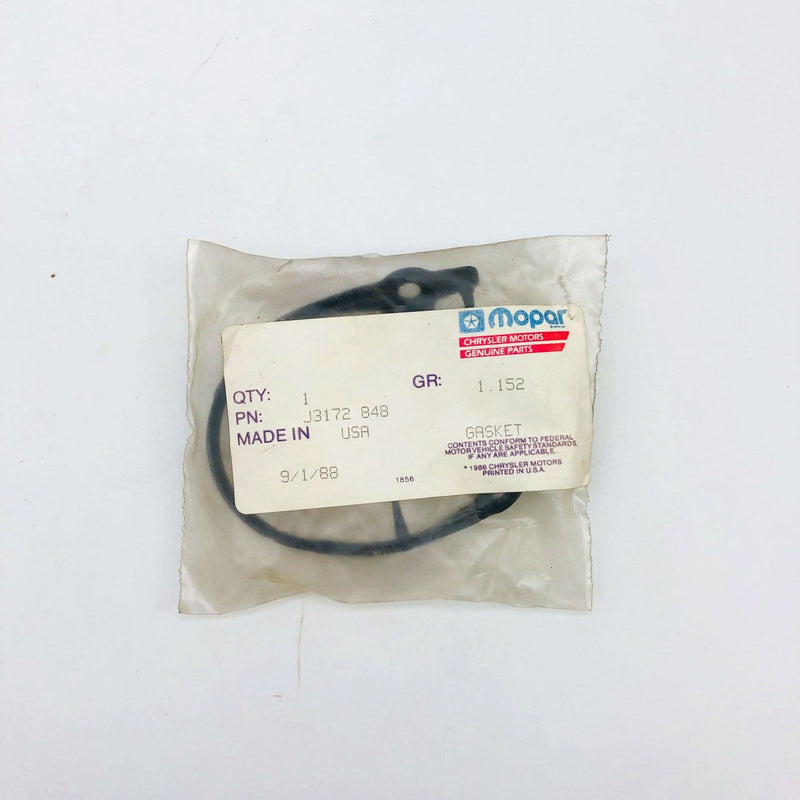 Mopar
CHRYSLER MOTORS
GENUINE PARTS
QTY: 1 GR: 1.152
PN: J3172 848
MADE IN USA GASKET
CONTENTS CONFORM TO FEDERAL
MOTOR VEHICLE SAFETY STANDARDS,
IF ANY ARE APPLICABLE.
9/1/88 1856
© 1986 CHRYSLER MOTORS
PRINTED IN U.S.A.